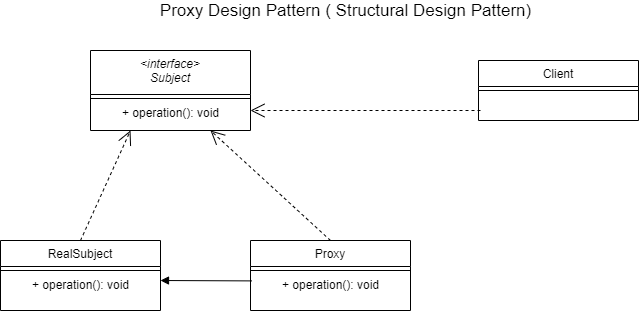 Proxy Design Pattern ( Structural Design Pattern)
<interface>
Subject
+ operation(): void
Client
RealSubject
+ operation(): void
Proxy
+ operation(): void